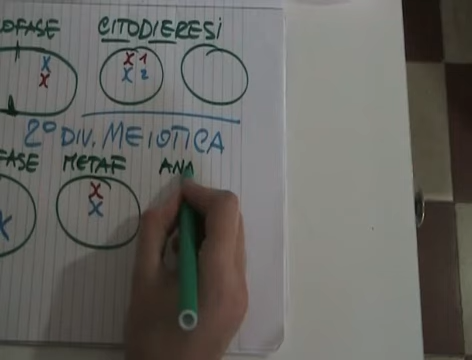 OFASE CITODIERESI
X X 1
X X 2
2° DIV. MEIOTICA
FASE METAF ANA
X
X X